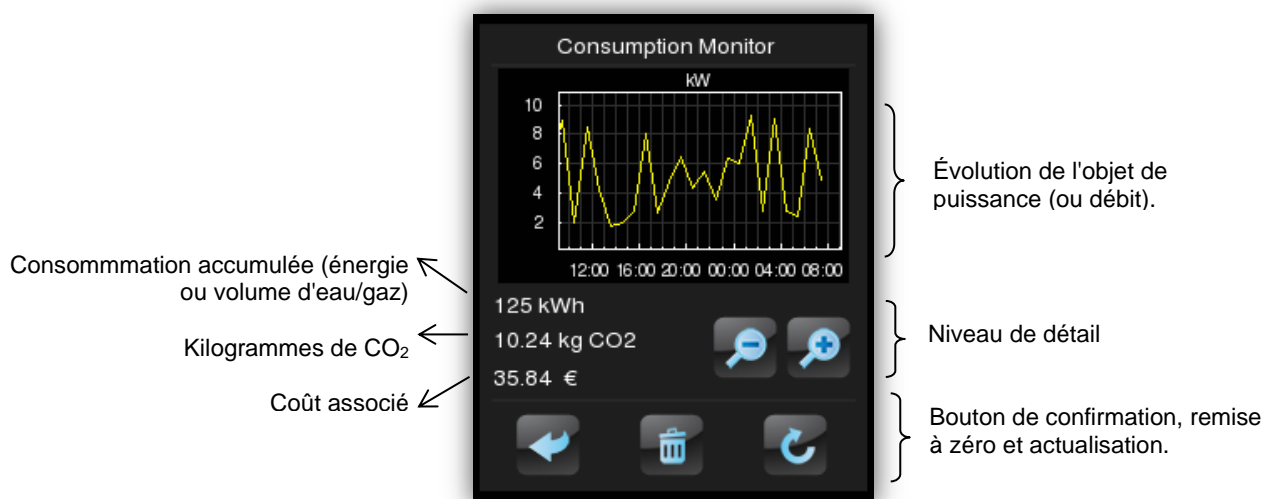 Consumption Monitor
kW
10
8
6
4
2
12:00 16:00 20:00 00:00 04:00 08:00
Évolution de l'objet de
puissance (ou débit).
Consommmation accumulée (énergie
ou volume d'eau/gaz)
Kilogrammes de CO₂
Coût associé
125 kWh
10.24 kg CO2
35.84 €
Niveau de détail
Bouton de confirmation, remise
à zéro et actualisation.